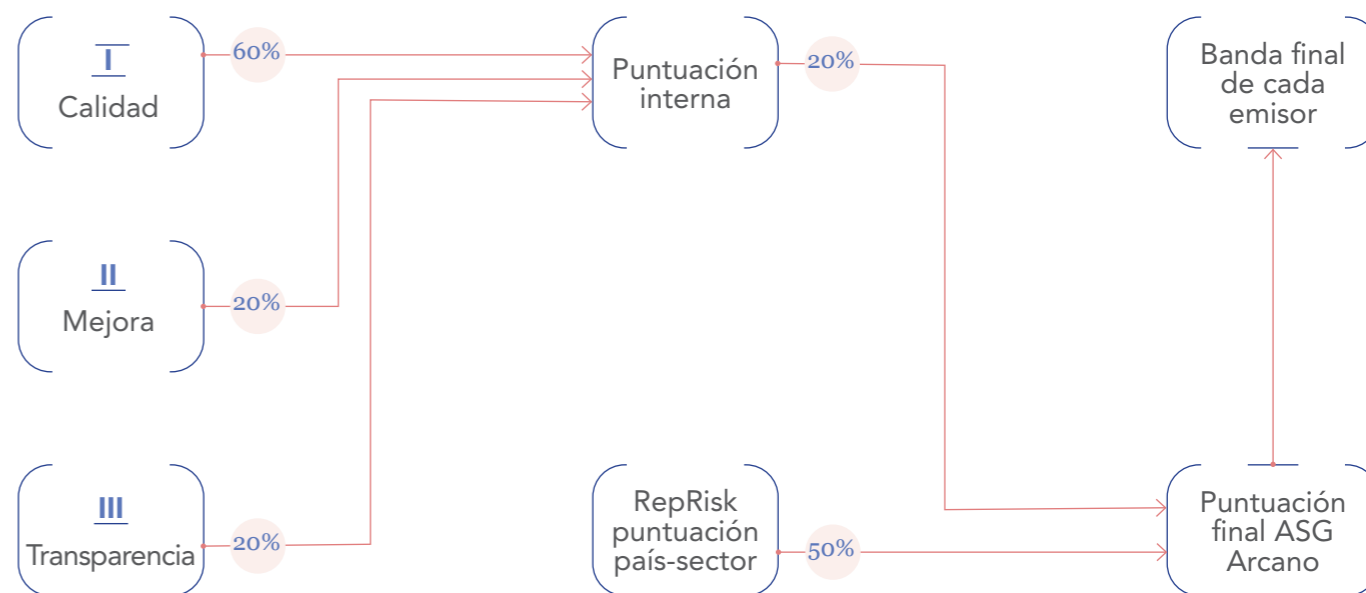 I
Calidad
60%
Puntuación
interna
20%
Banda final
de cada
emisor
II
Mejora
20%
III
Transparencia
20%
RepRisk
puntuación
país-sector
50%
Puntuación
final ASG
Arcano